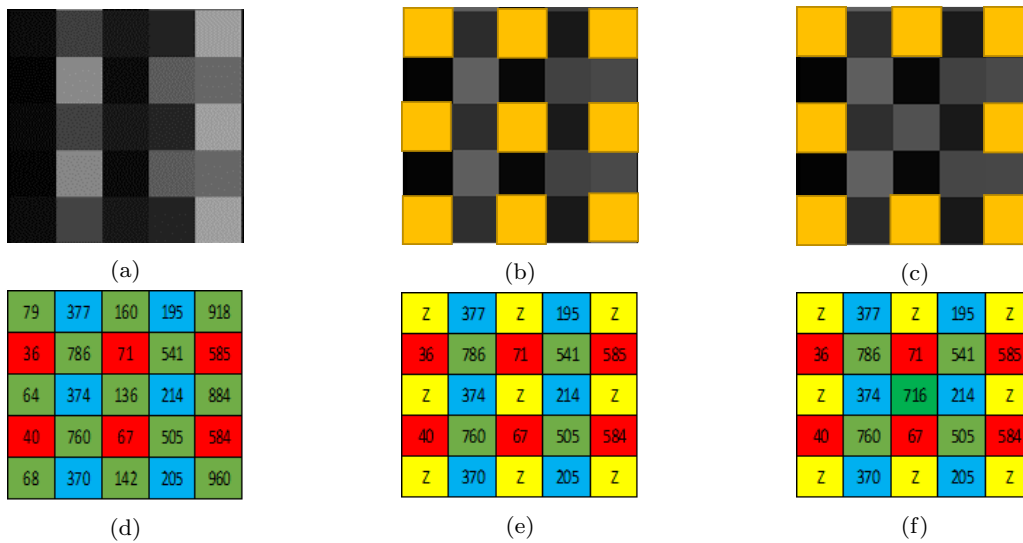 (a) (b) (c)
79 377 160 195 918
36 786 71 541 585
64 374 136 214 884
40 760 67 505 584
68 370 142 205 960
(d)
Z 377 Z 195 Z
36 786 71 541 585
Z 374 Z 214 Z
40 760 67 505 584
Z 370 Z 205 Z
(e)
Z 377 Z 195 Z
36 786 71 541 585
Z 374 716 214 Z
40 760 67 505 584
Z 370 Z 205 Z
(f)